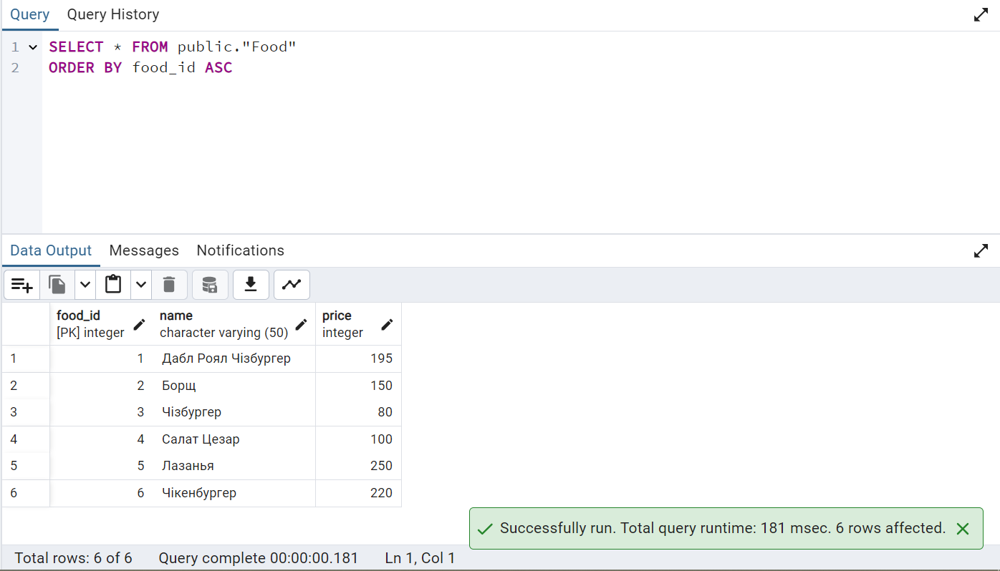 Query Query History
1 SELECT * FROM public."Food"
2 ORDER BY food_id ASC
Data Output Messages Notifications
food_id name price
[PK] integer character varying (50) integer
1 1 Дабл Роял Чізбургер 195
2 2 Борщ 150
3 3 Чізбургер 80
4 4 Салат Цезар 100
5 5 Лазанья 250
6 6 Чікенбургер 220
Successfully run. Total query runtime: 181 msec. 6 rows affected.
Total rows: 6 of 6 Query complete 00:00:00.181 Ln 1, Col 1